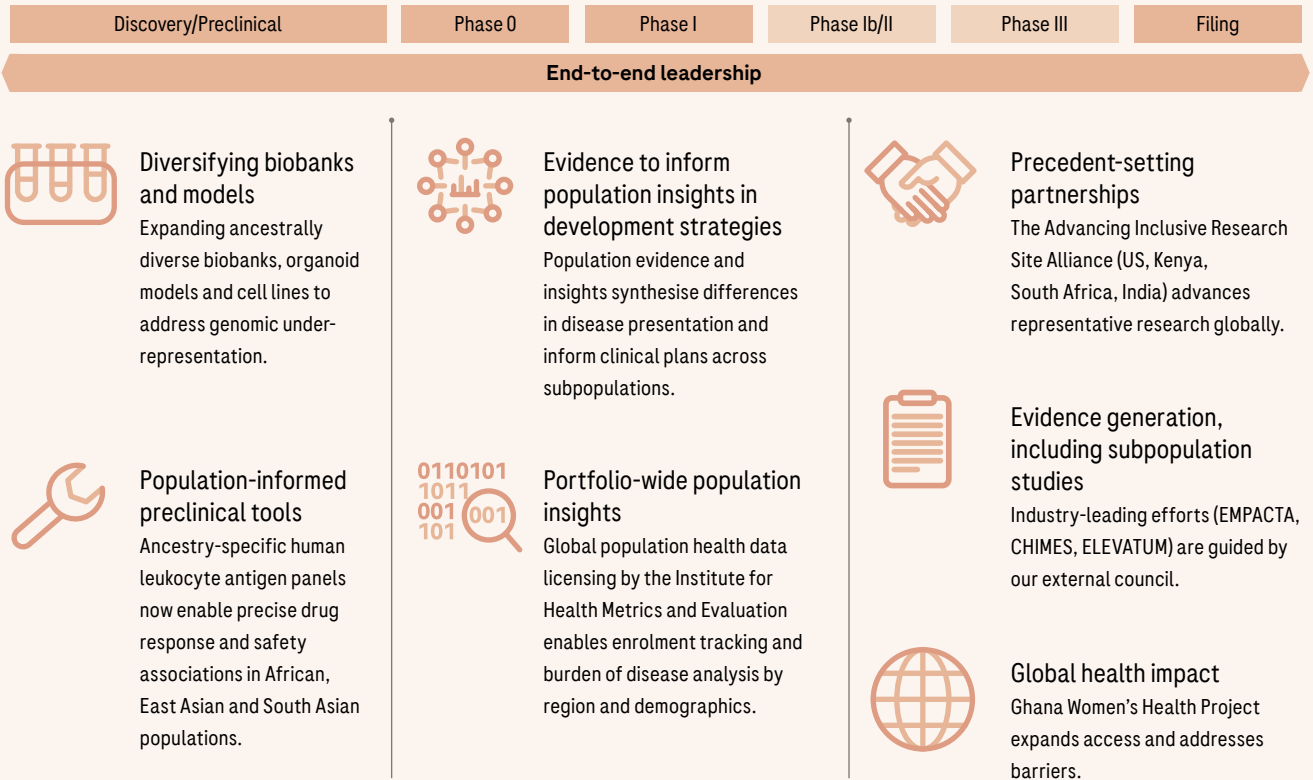 Discovery/Preclinical
Phase 0
Phase I
Phase Ib/II
Phase III
Filing
End-to-end leadership
Diversifying biobanks
and models
Expanding ancestrally
diverse biobanks, organoid
models and cell lines to
address genomic under-
representation.
Population-informed
preclinical tools
Ancestry-specific human
leukocyte antigen panels
now enable precise drug
response and safety
associations in African,
East Asian and South Asian
populations.
Evidence to inform
population insights in
development strategies
Population evidence and
insights synthesise differences
in disease presentation and
inform clinical plans across
subpopulations.
0110101
1011
001
001
101
Portfolio-wide population
insights
Global population health data
licensing by the Institute for
Health Metrics and Evaluation
enables enrolment tracking and
burden of disease analysis by
region and demographics.
Precedent-setting
partnerships
The Advancing Inclusive Research
Site Alliance (US, Kenya,
South Africa, India) advances
representative research globally.
Evidence generation,
including subpopulation
studies
Industry-leading efforts (EMPACTA,
CHIMES, ELEVATUM) are guided by
our external council.
Global health impact
Ghana Women's Health Project
expands access and addresses
barriers.